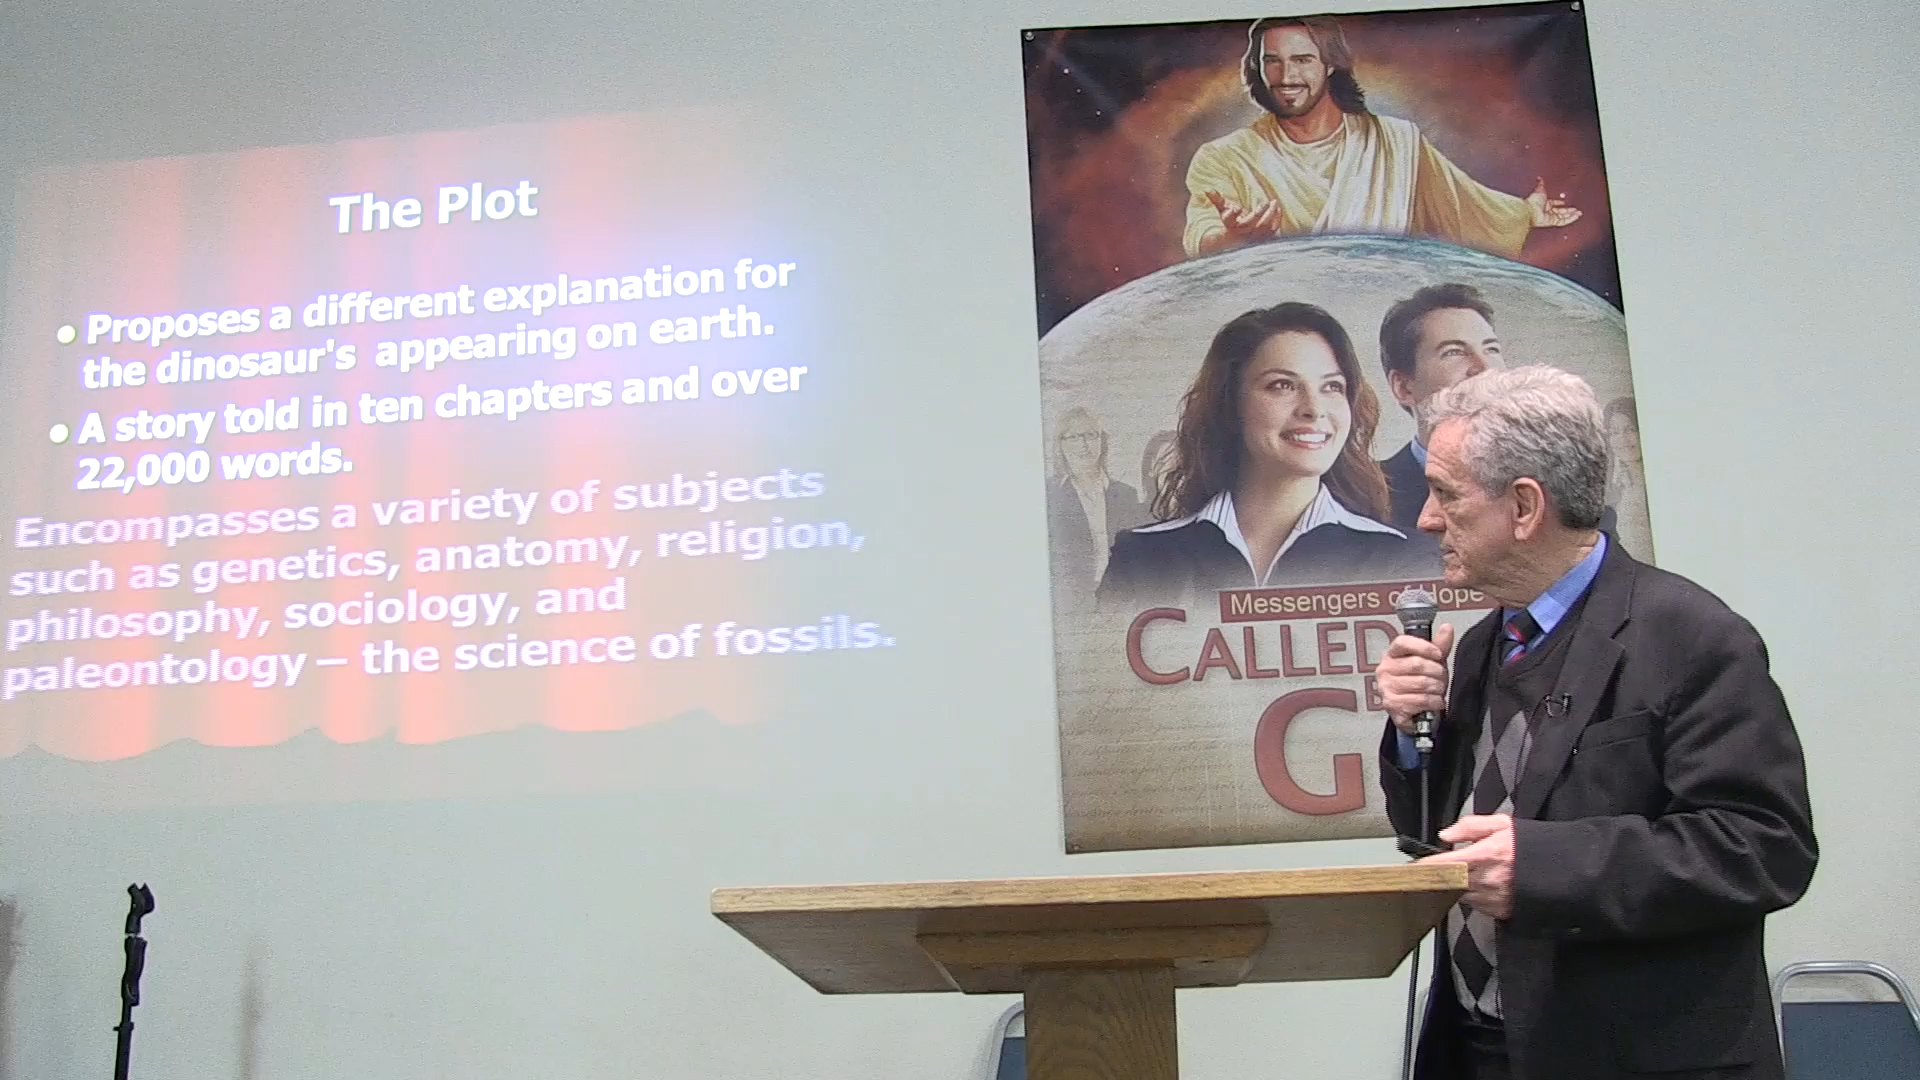 The Plot
• Proposes a different explanation for
the dinosaur's appearing on earth.
• A story told in ten chapters and over
22,000 words.
Encompasses a variety of subjects
such as genetics, anatomy, religion,
philosophy, sociology, and
paleontology – the science of fossils.
Messengers of Hope
CALLED
G